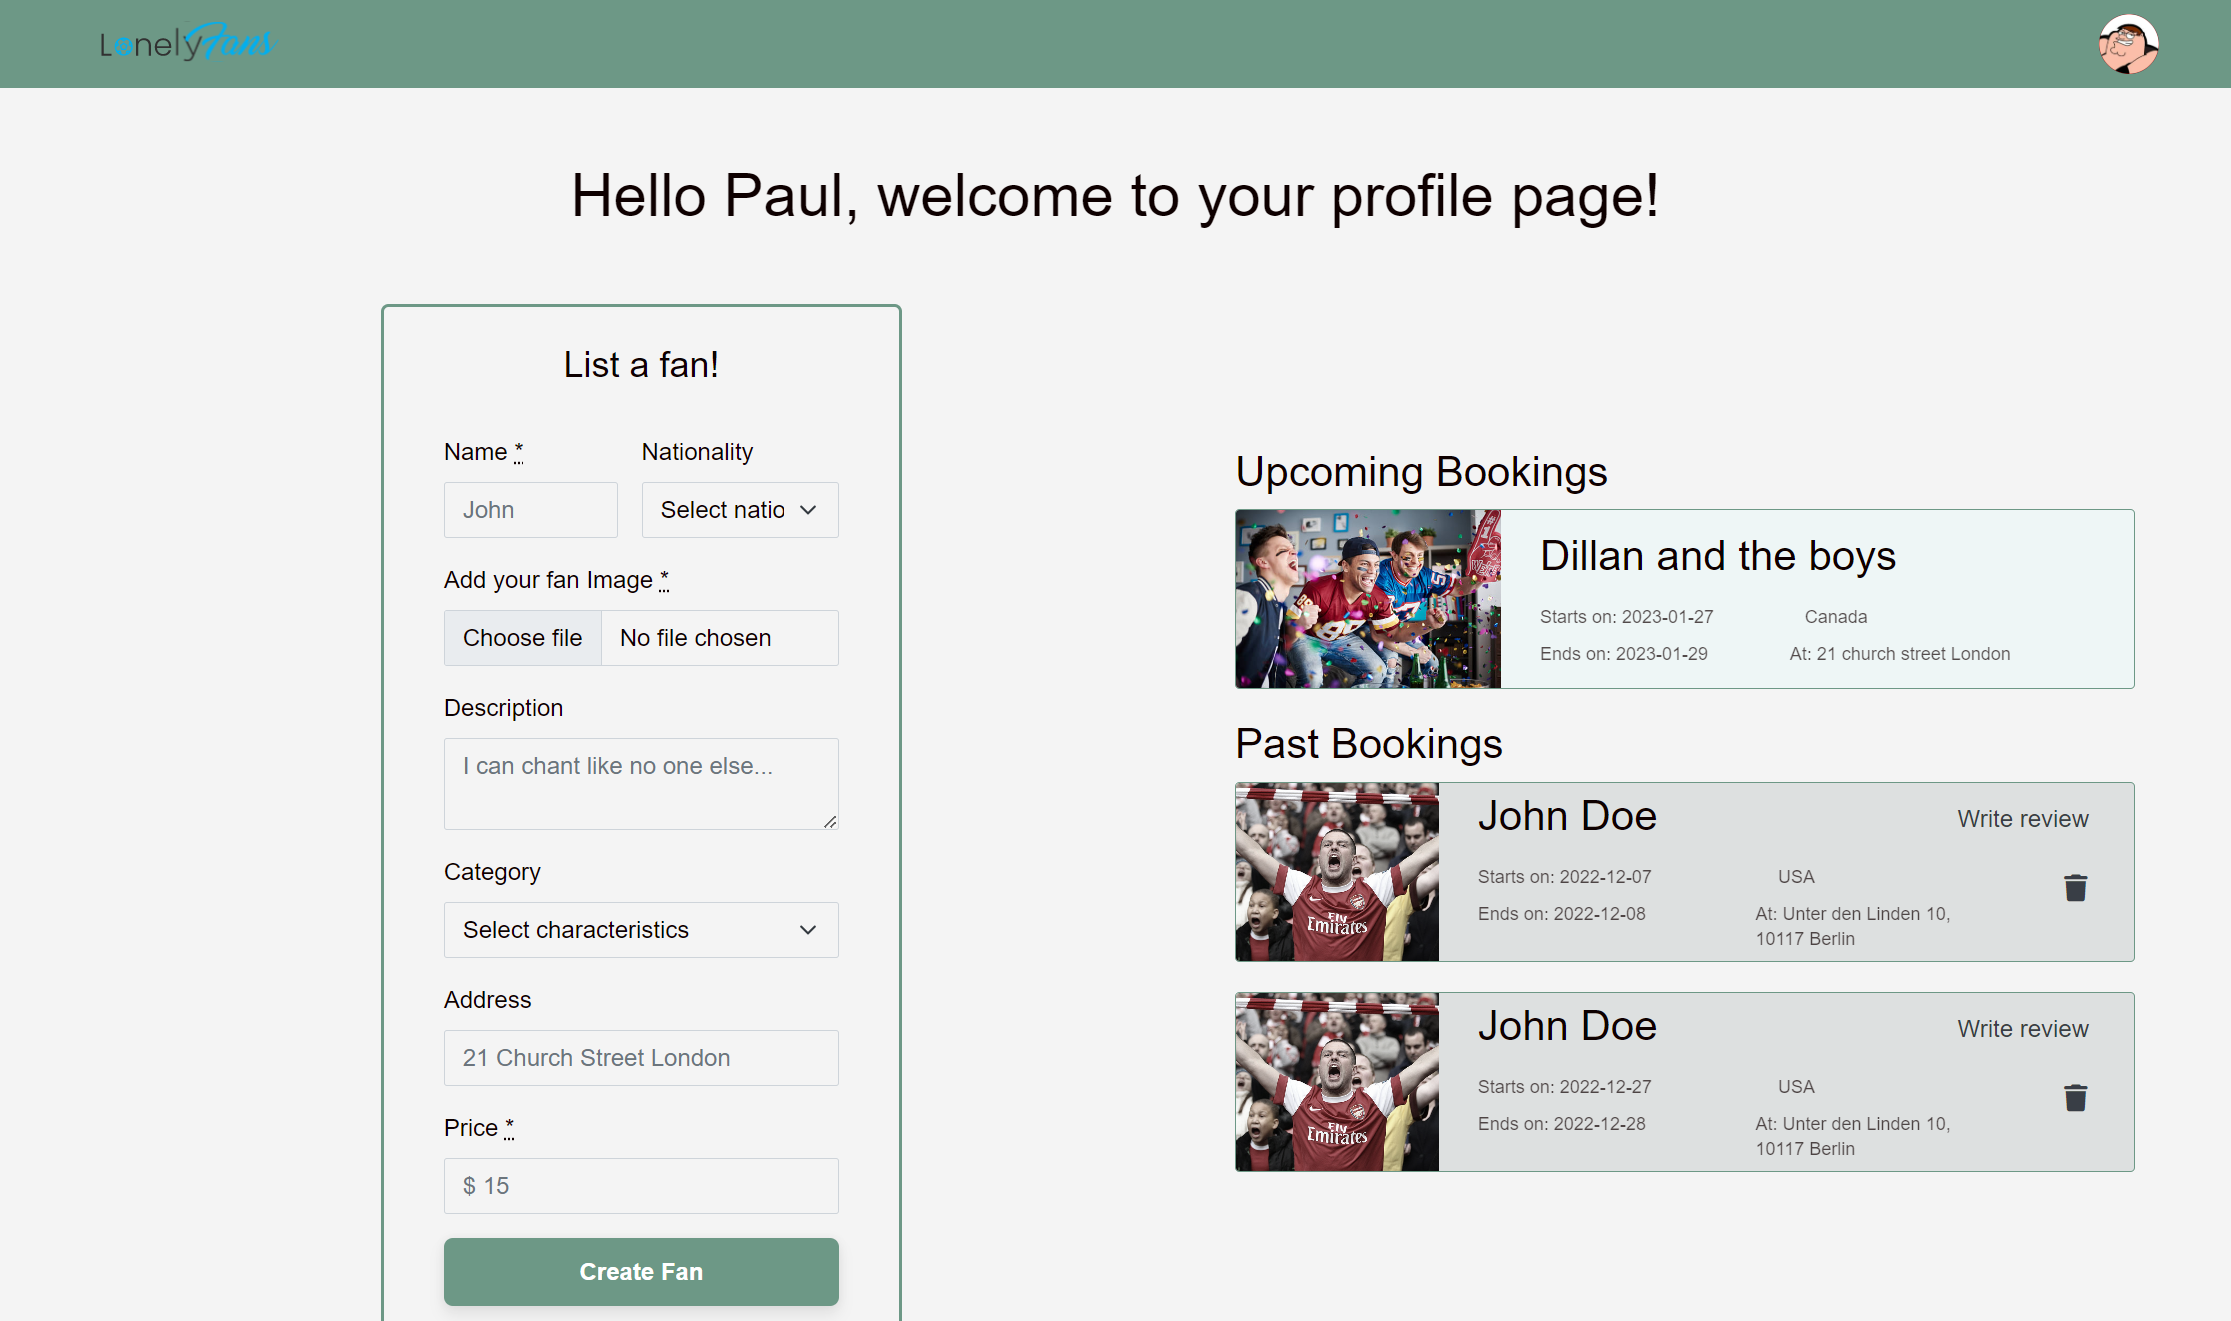 LonelyFans
Hello Paul, welcome to your profile page!
List a fan!
Name * Nationality
John Select natio
Add your fan Image *
Choose file No file chosen
Description
I can chant like no one else...
Category
Select characteristics
Address
21 Church Street London
Price *
$ 15
Create Fan
Upcoming Bookings
#1
Dillan and the boys
Starts on: 2023-01-27 Canada
Ends on: 2023-01-29 At: 21 church street London
Past Bookings
Fly
Emirates
John Doe Write review
Starts on: 2022-12-07 USA
Ends on: 2022-12-08 At: Unter den Linden 10,
10117 Berlin
Fly
Emirates
John Doe Write review
Starts on: 2022-12-27 USA
Ends on: 2022-12-28 At: Unter den Linden 10,
10117 Berlin